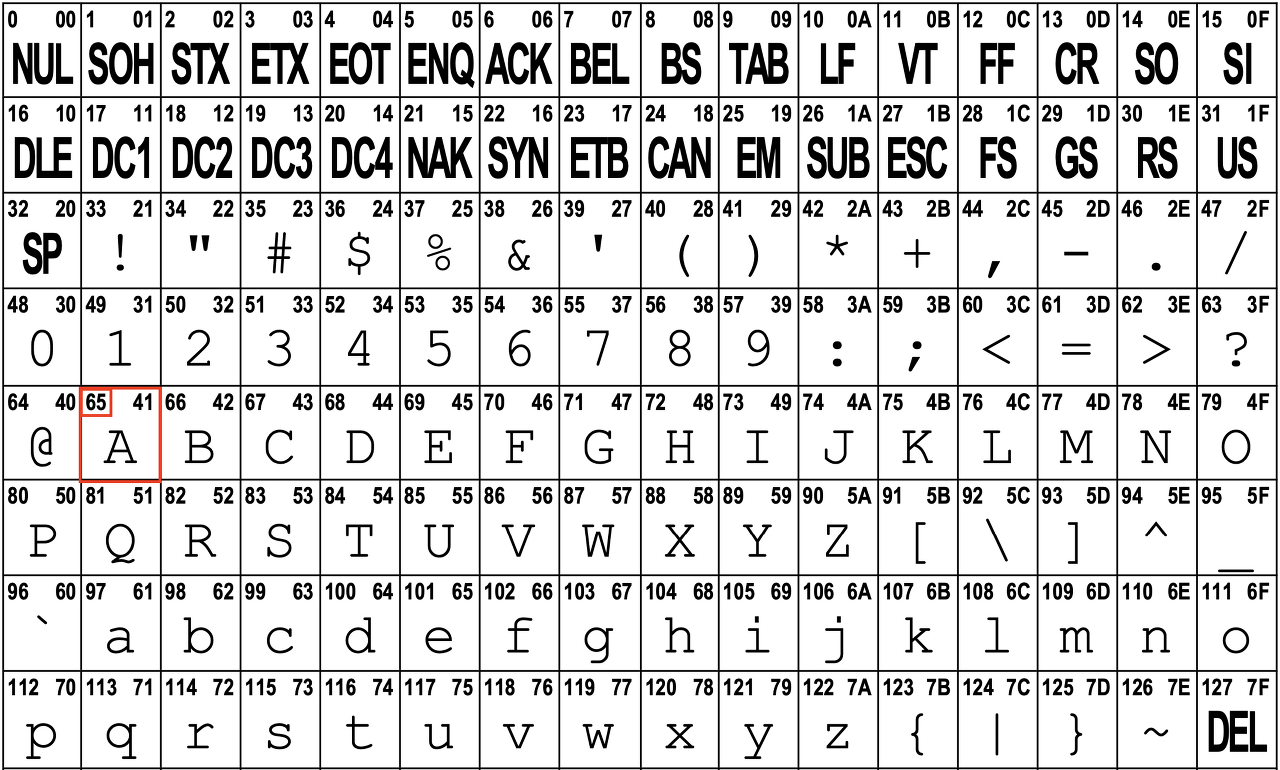 0 00 1 01 2 02 3 03 4 04 5 05 6 06 7 07 8 08 9 09 10 0A 11 0B 12 0C 13 0D 14 0E 15 0F
NUL SOH STX ETX EOT ENQ ACK BEL BS TAB LF VT FF CR SO SI
16 10 17 11 18 12 19 13 20 14 21 15 22 16 23 17 24 18 25 19 26 1A 27 1B 28 1C 29 1D 30 1E 31 1F
DLE DC1 DC2 DC3 DC4 NAK SYN ETB CAN EM SUB ESC FS GS RS US
32 20 33 21 34 22 35 23 36 24 37 25 38 26 39 27 40 28 41 29 42 2A 43 2B 44 2C 45 2D 46 2E 47 2F
SP ! " # $ % & ' ( ) * + , - . /
48 30 49 31 50 32 51 33 52 34 53 35 54 36 55 37 56 38 57 39 58 3A 59 3B 60 3C 61 3D 62 3E 63 3F
0 1 2 3 4 5 6 7 8 9 : ; < = > ?
64 40 65 41 66 42 67 43 68 44 69 45 70 46 71 47 72 48 73 49 74 4A 75 4B 76 4C 77 4D 78 4E 79 4F
@ A B C D E F G H I J K L M N O
80 50 81 51 82 52 83 53 84 54 85 55 86 56 87 57 88 58 89 59 90 5A 91 5B 92 5C 93 5D 94 5E 95 5F
P Q R S T U V W X Y Z [ \ ] ^ _
96 60 97 61 98 62 99 63 100 64 101 65 102 66 103 67 104 68 105 69 106 6A 107 6B 108 6C 109 6D 110 6E 111 6F
` a b c d e f g h i j k l m n o
112 70 113 71 114 72 115 73 116 74 117 75 118 76 119 77 120 78 121 79 122 7A 123 7B 124 7C 125 7D 126 7E 127 7F
p q r s t u v w x y z { | } ~ DEL